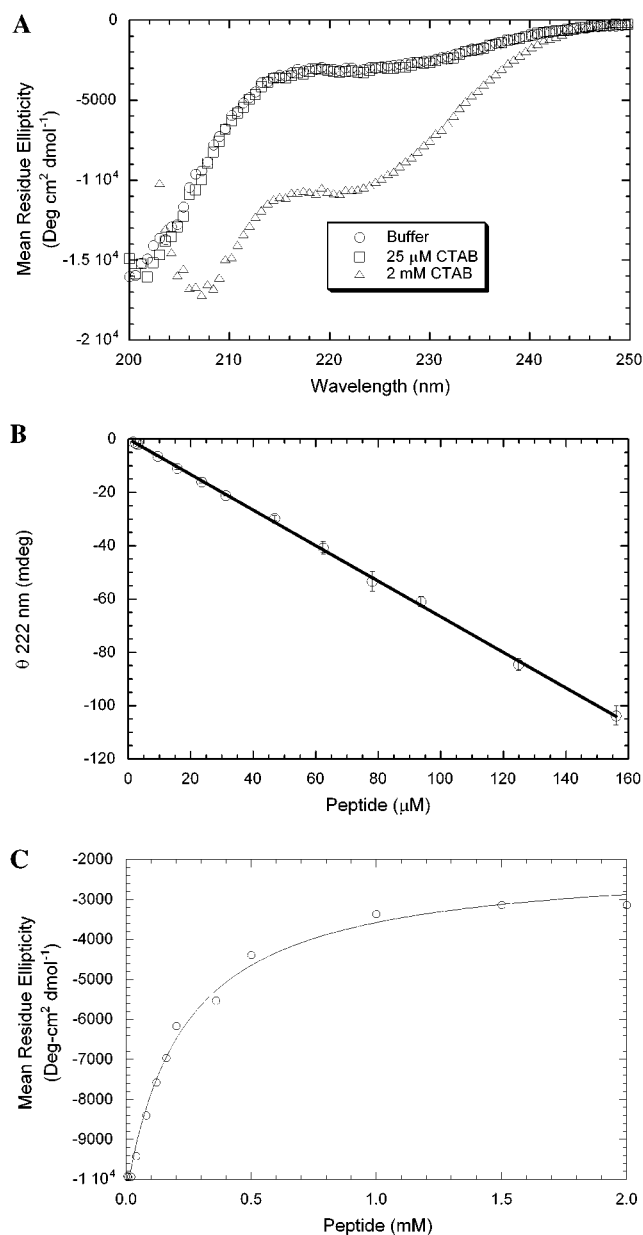 A
0
-5000
-1 10⁴
-1.5 10⁴
-2 10⁴
Mean Residue Ellipticity
(Deg cm² dmol⁻¹)
Buffer
25 μM CTAB
2 mM CTAB
200 210 220 230 240 250
Wavelength (nm)
B
0
-20
-40
-60
-80
-100
-120
θ 222 nm (mdeg)
0 20 40 60 80 100 120 140 160
Peptide (μM)
C
-2000
-3000
-4000
-5000
-6000
-7000
-8000
-9000
-1 10⁴
Mean Residue Ellipticity
(Deg-cm² dmol⁻¹)
0.0 0.5 1.0 1.5 2.0
Peptide (mM)